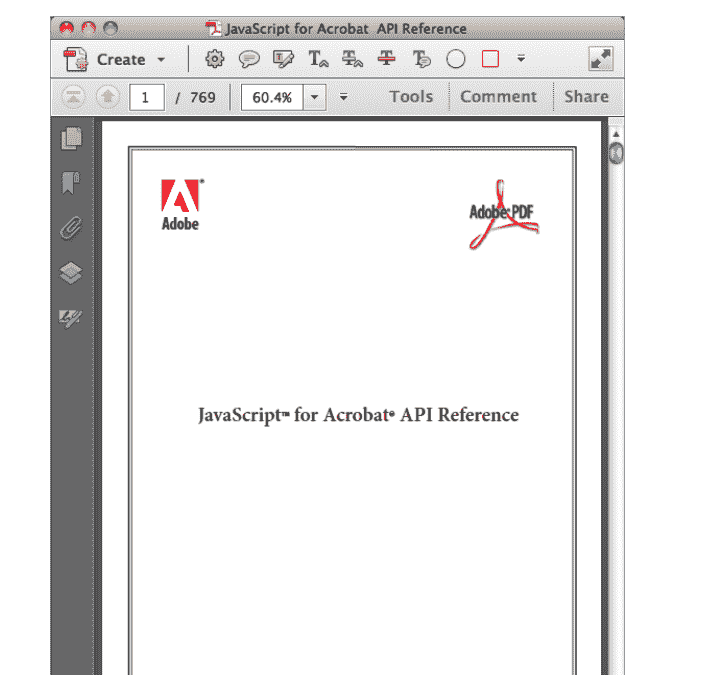 JavaScript for Acrobat API Reference
Create
1 / 769 60.4% Tools Comment Share
Adobe
Adobe PDF
JavaScript™ for Acrobat® API Reference